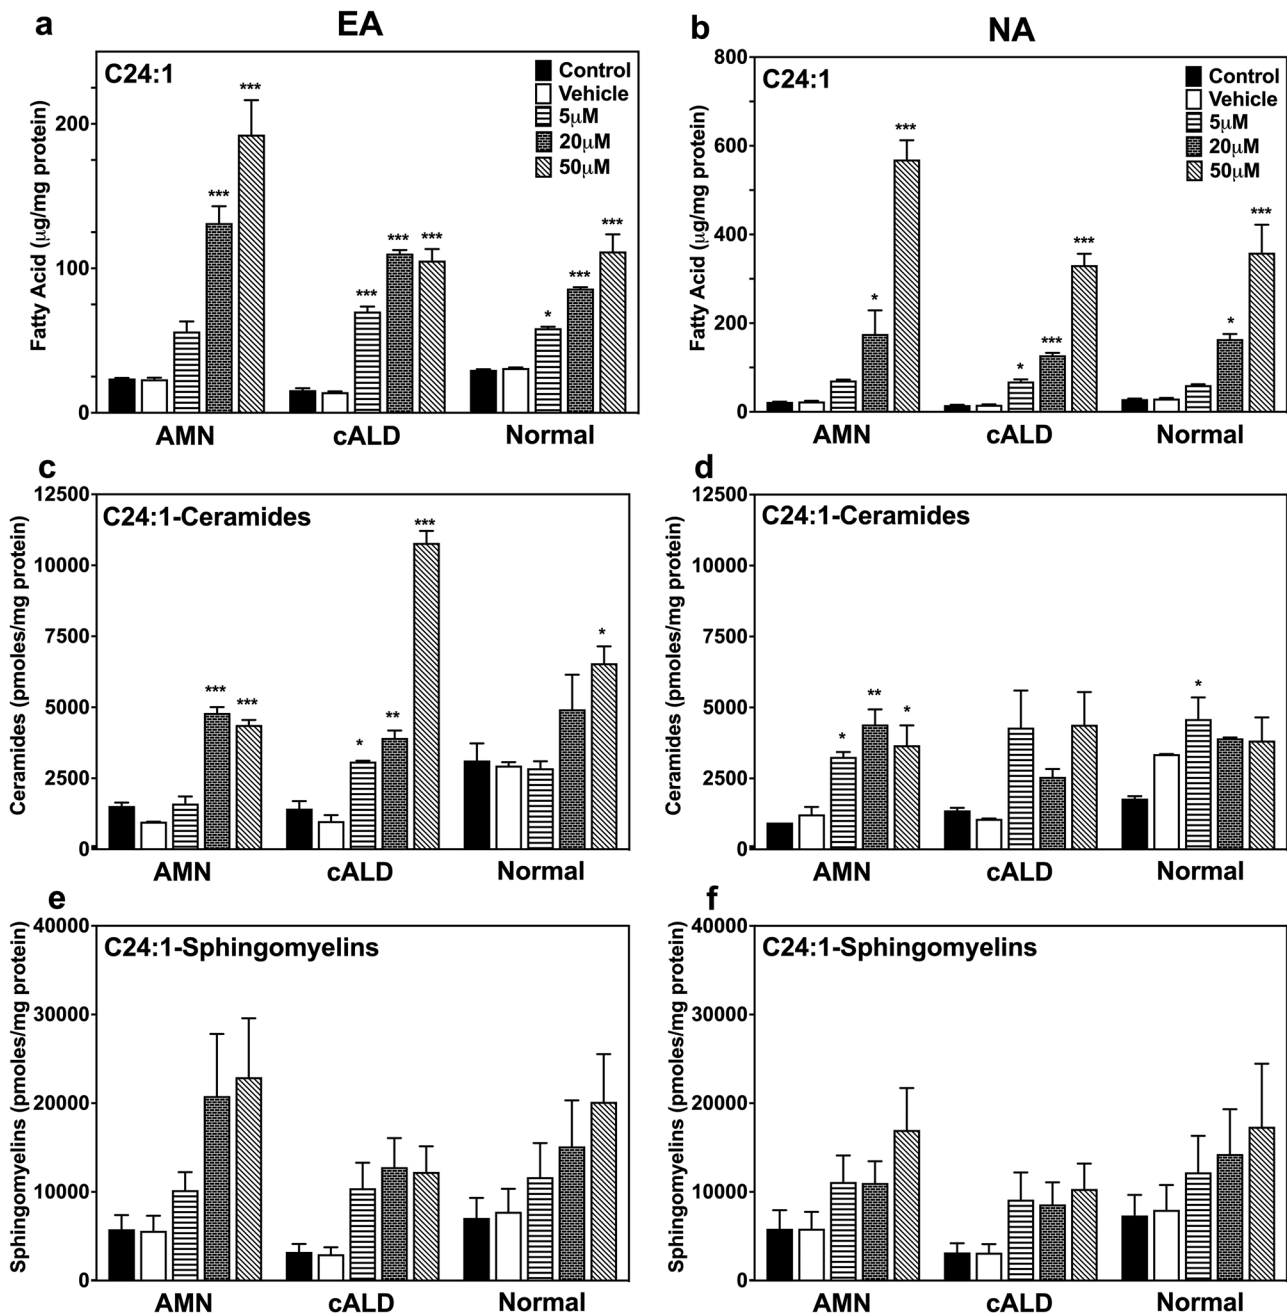 a
EA
C24:1
Control
Vehicle
5µM
20µM
50µM
***
***
***
***
***
*
***
***
Fatty Acid (µg/mg protein)
200
100
0
AMN
cALD
Normal
b
NA
C24:1
Control
Vehicle
5µM
20µM
50µM
*
***
*
***
***
*
***
Fatty Acid (µg/mg protein)
800
600
400
200
0
AMN
cALD
Normal
c
C24:1-Ceramides
***
***
*
**
***
*
Ceramides (pmoles/mg protein)
12500
10000
7500
5000
2500
0
AMN
cALD
Normal
d
C24:1-Ceramides
*
**
*
*
Ceramides (pmoles/mg protein)
12500
10000
7500
5000
2500
0
AMN
cALD
Normal
e
C24:1-Sphingomyelins
Sphingomyelins (pmoles/mg protein)
40000
30000
20000
10000
0
AMN
cALD
Normal
f
C24:1-Sphingomyelins
Sphingomyelins (pmoles/mg protein)
40000
30000
20000
10000
0
AMN
cALD
Normal